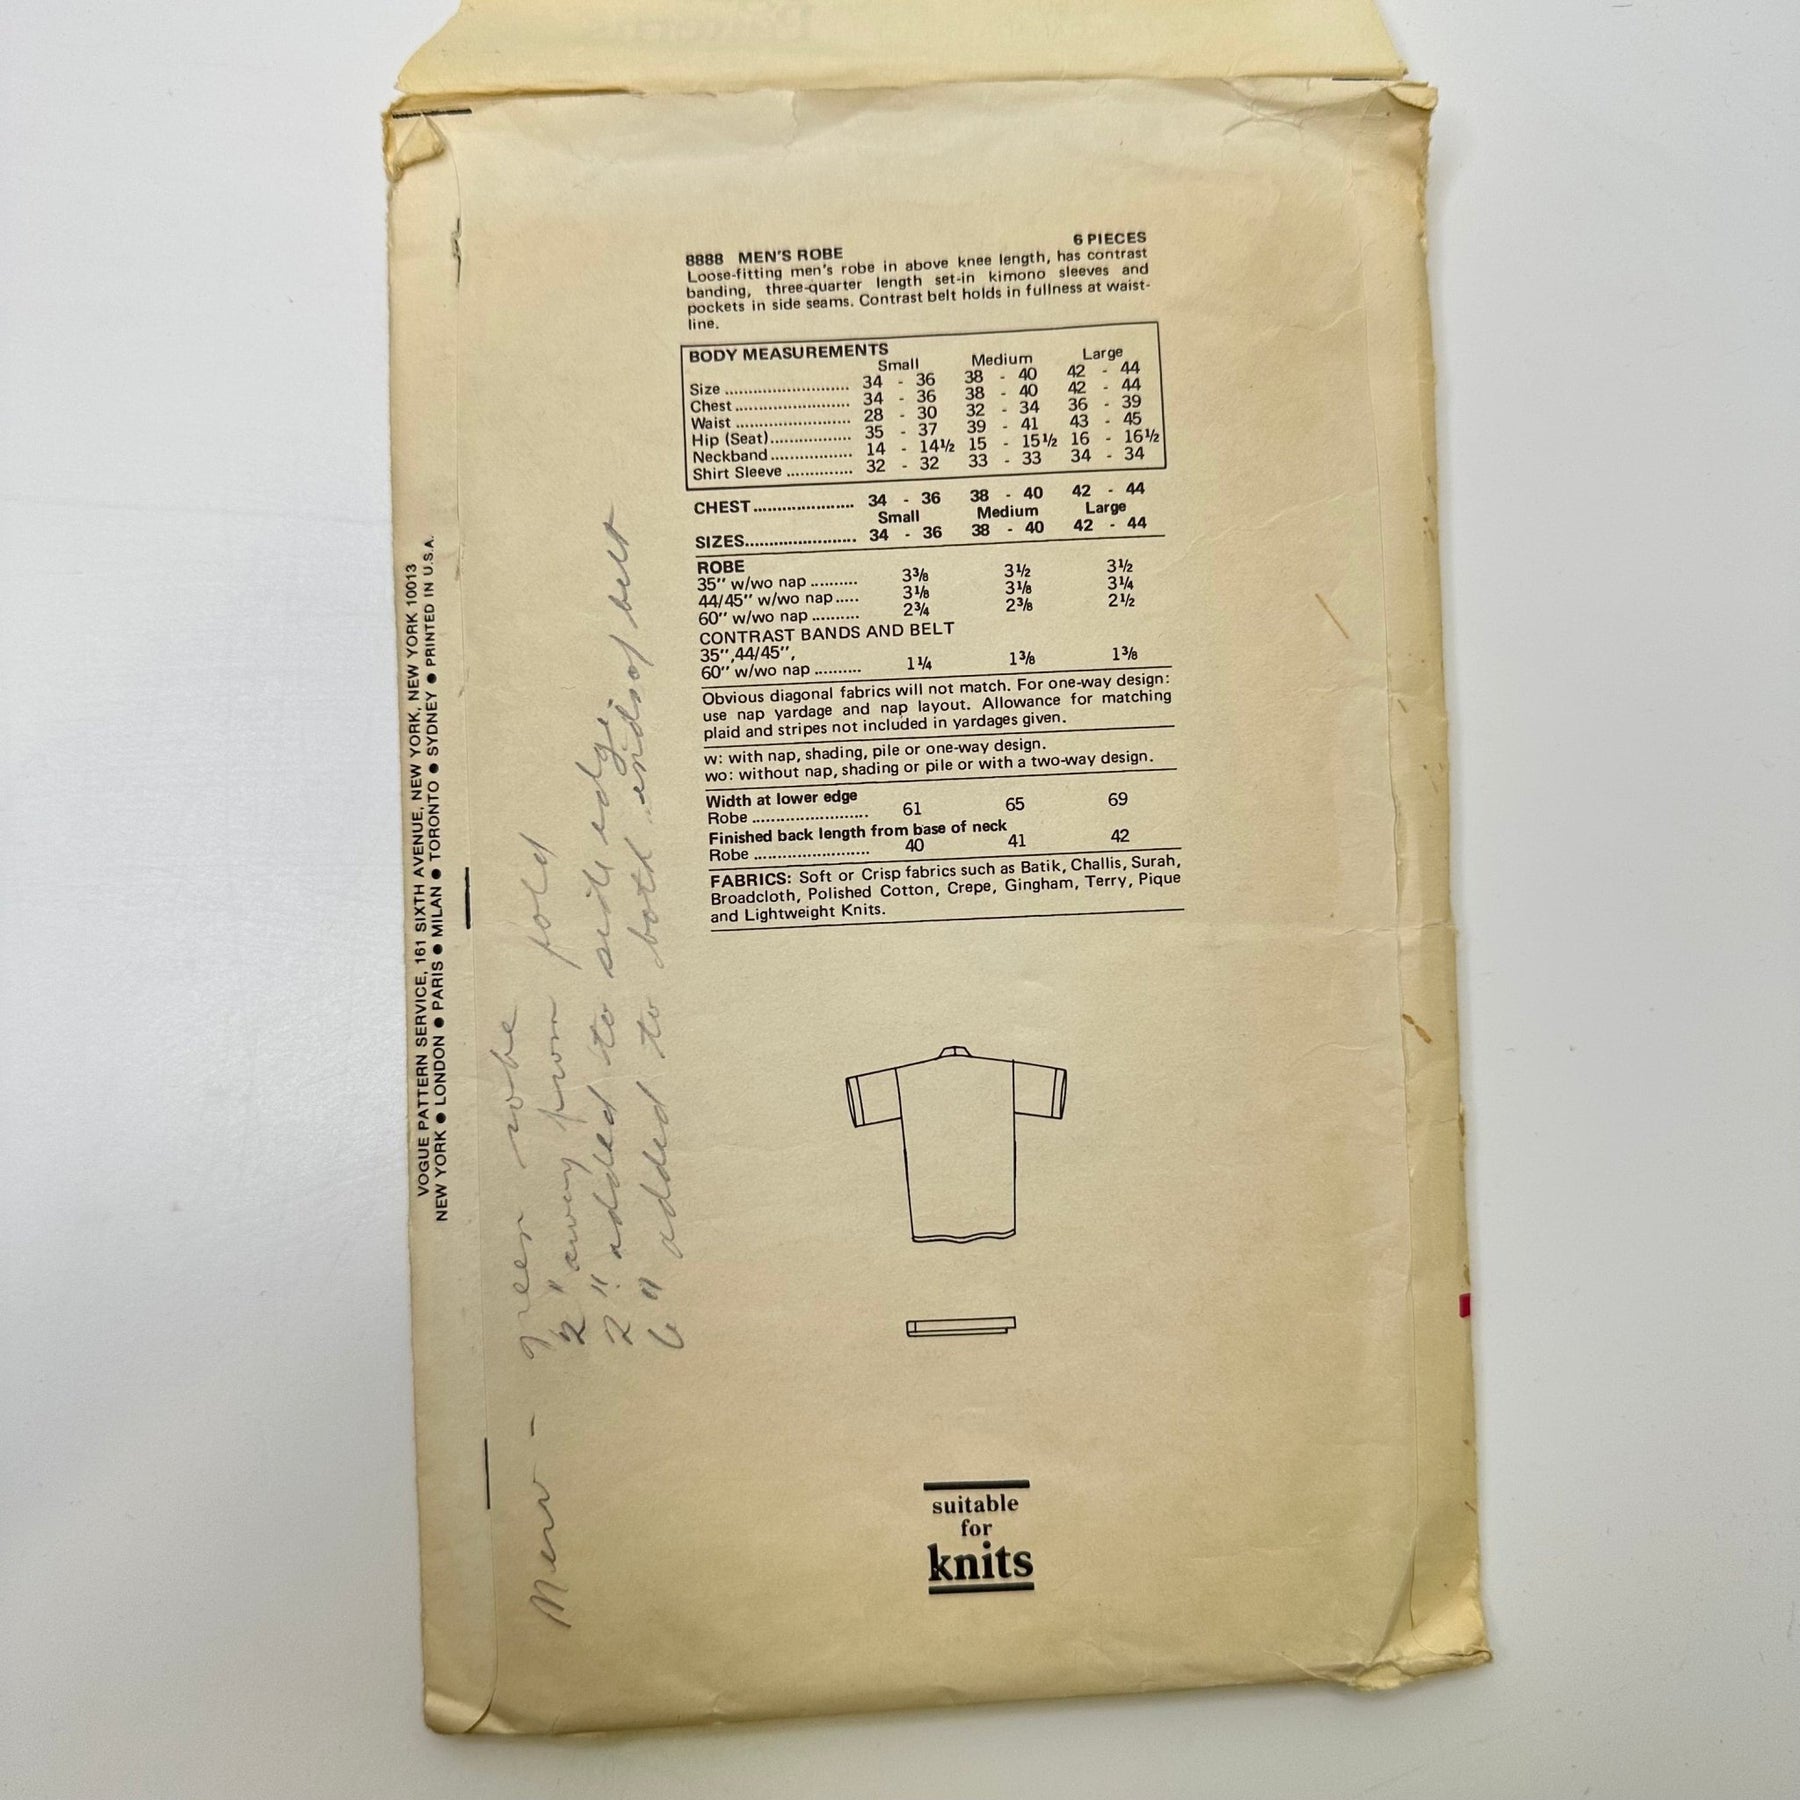 8888 MEN'S ROBE 6 PIECES
Loose-fitting men's robe in above knee length, has contrast
banding, three-quarter length set-in kimono sleeves and
pockets in side seams. Contrast belt holds in fullness at waist-
line.
BODY MEASUREMENTS
Small Medium Large
Size ........................... 34 - 36 38 - 40 42 - 44
Chest ........................ 34 - 36 38 - 40 42 - 44
Waist ........................ 28 - 30 32 - 34 36 - 39
Hip (Seat)................. 35 - 37 39 - 41 43 - 45
Neckband ................. 14 - 14½ 15 - 15½ 16 - 16½
Shirt Sleeve .............. 32 - 32 33 - 33 34 - 34
CHEST...................... 34 - 36 38 - 40 42 - 44
Small Medium Large
SIZES........................ 34 - 36 38 - 40 42 - 44
ROBE
35" w/wo nap .......... 3⅜ 3½ 3½
44/45" w/wo nap..... 3⅛ 3⅛ 3¼
60" w/wo nap .......... 2¾ 2⅜ 2½
CONTRAST BANDS AND BELT
35",44/45",
60" w/wo nap .......... 1¼ 1⅜ 1⅜
Obvious diagonal fabrics will not match. For one-way design:
use nap yardage and nap layout. Allowance for matching
plaid and stripes not included in yardages given.
w: with nap, shading, pile or one-way design.
wo: without nap, shading or pile or with a two-way design.
Width at lower edge
Robe ......................... 61 65 69
Finished back length from base of neck
Robe ......................... 40 41 42
FABRICS: Soft or Crisp fabrics such as Batik, Challis, Surah,
Broadcloth, Polished Cotton, Crepe, Gingham, Terry, Pique
and Lightweight Knits.
suitable
for
knits
VOGUE PATTERN SERVICE, 161 SIXTH AVENUE, NEW YORK, NEW YORK 10013
NEW YORK ● LONDON ● PARIS ● MILAN ● TORONTO ● SYDNEY ● PRINTED IN U.S.A.
Merv - green robe
2" away from fold
2" added to side edge
6" added to both ends of belt